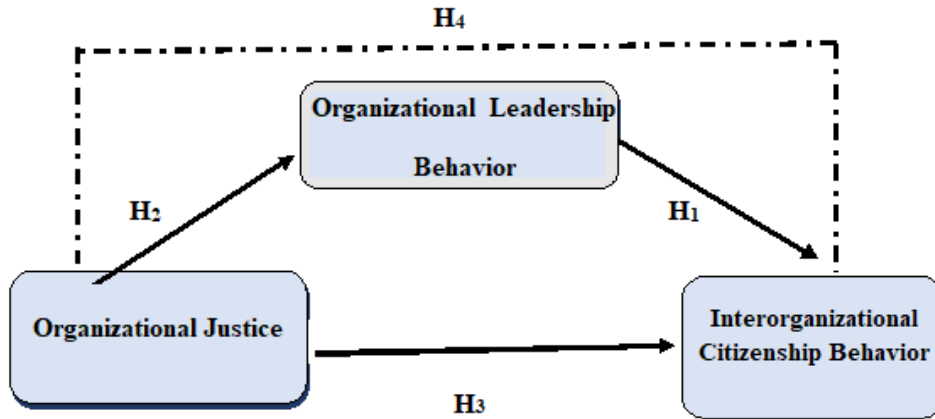 H4
Organizational Leadership
Behavior
H2
H1
Organizational Justice
Interorganizational
Citizenship Behavior
H3